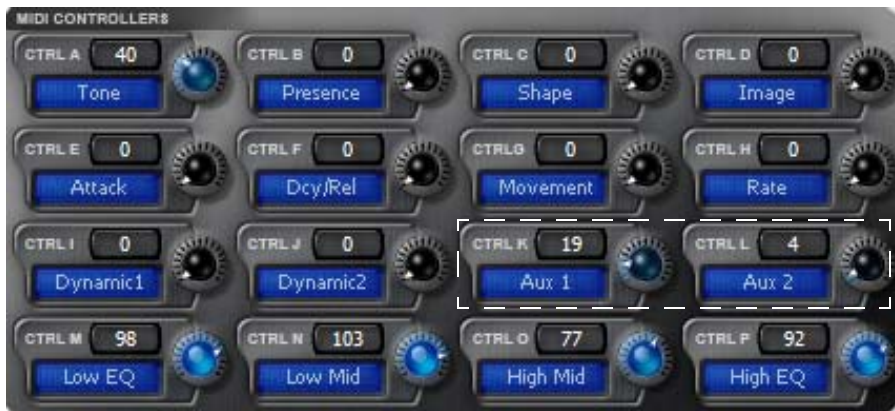 MIDI CONTROLLERS
CTRL A 40 CTRL B 0 CTRL C 0 CTRL D 0
Tone Presence Shape Image
CTRL E 0 CTRL F 0 CTRLG 0 CTRL H 0
Attack Dcy/Rel Movement Rate
CTRL I 0 CTRL J 0 CTRL K 19 CTRL L 4
Dynamic1 Dynamic2 Aux 1 Aux 2
CTRL M 98 CTRL N 103 CTRL O 77 CTRL P 92
Low EQ Low Mid High Mid High EQ